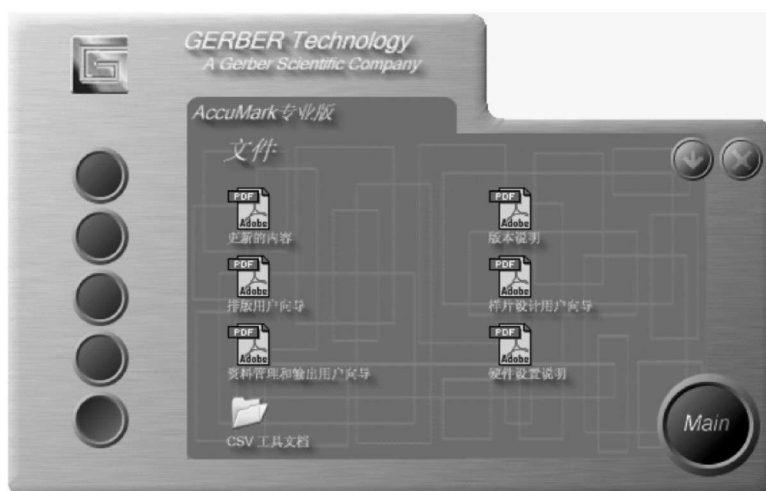 GERBER Technology
A Gerber Scientific Company
AccuMark专业版
文件
PDF
Adobe
更新的内容
PDF
Adobe
版本说明
PDF
Adobe
排版用户向导
PDF
Adobe
样片设计用户向导
PDF
Adobe
资料管理和输出用户向导
PDF
Adobe
硬件设置说明
CSV 工具文档
Main